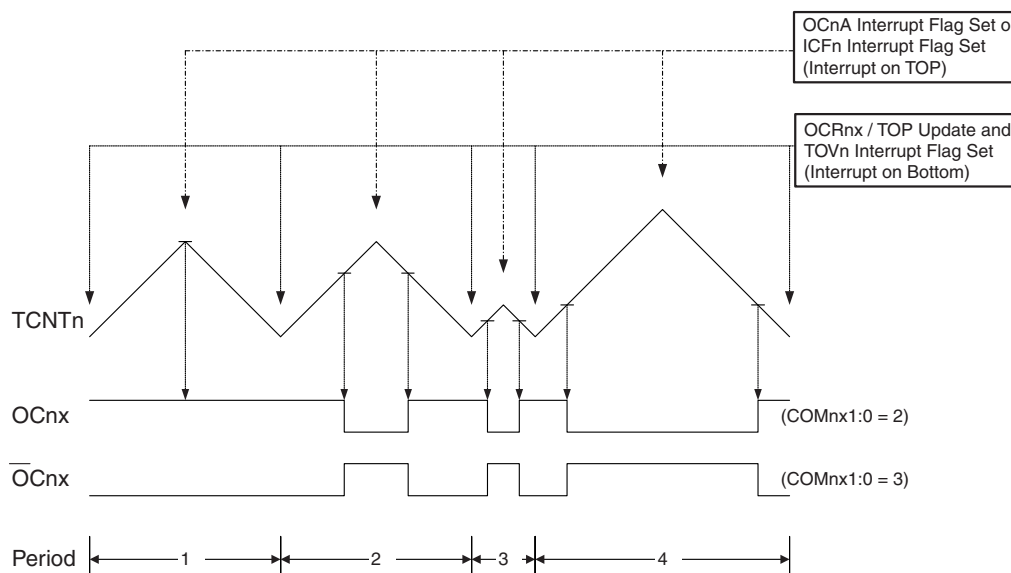 OCnA Interrupt Flag Set o
ICFn Interrupt Flag Set
(Interrupt on TOP)
OCRnx / TOP Update and
TOVn Interrupt Flag Set
(Interrupt on Bottom)
TCNTn
OCnx
(COMnx1:0 = 2)
O̅Cnx
(COMnx1:0 = 3)
Period
1
2
3
4